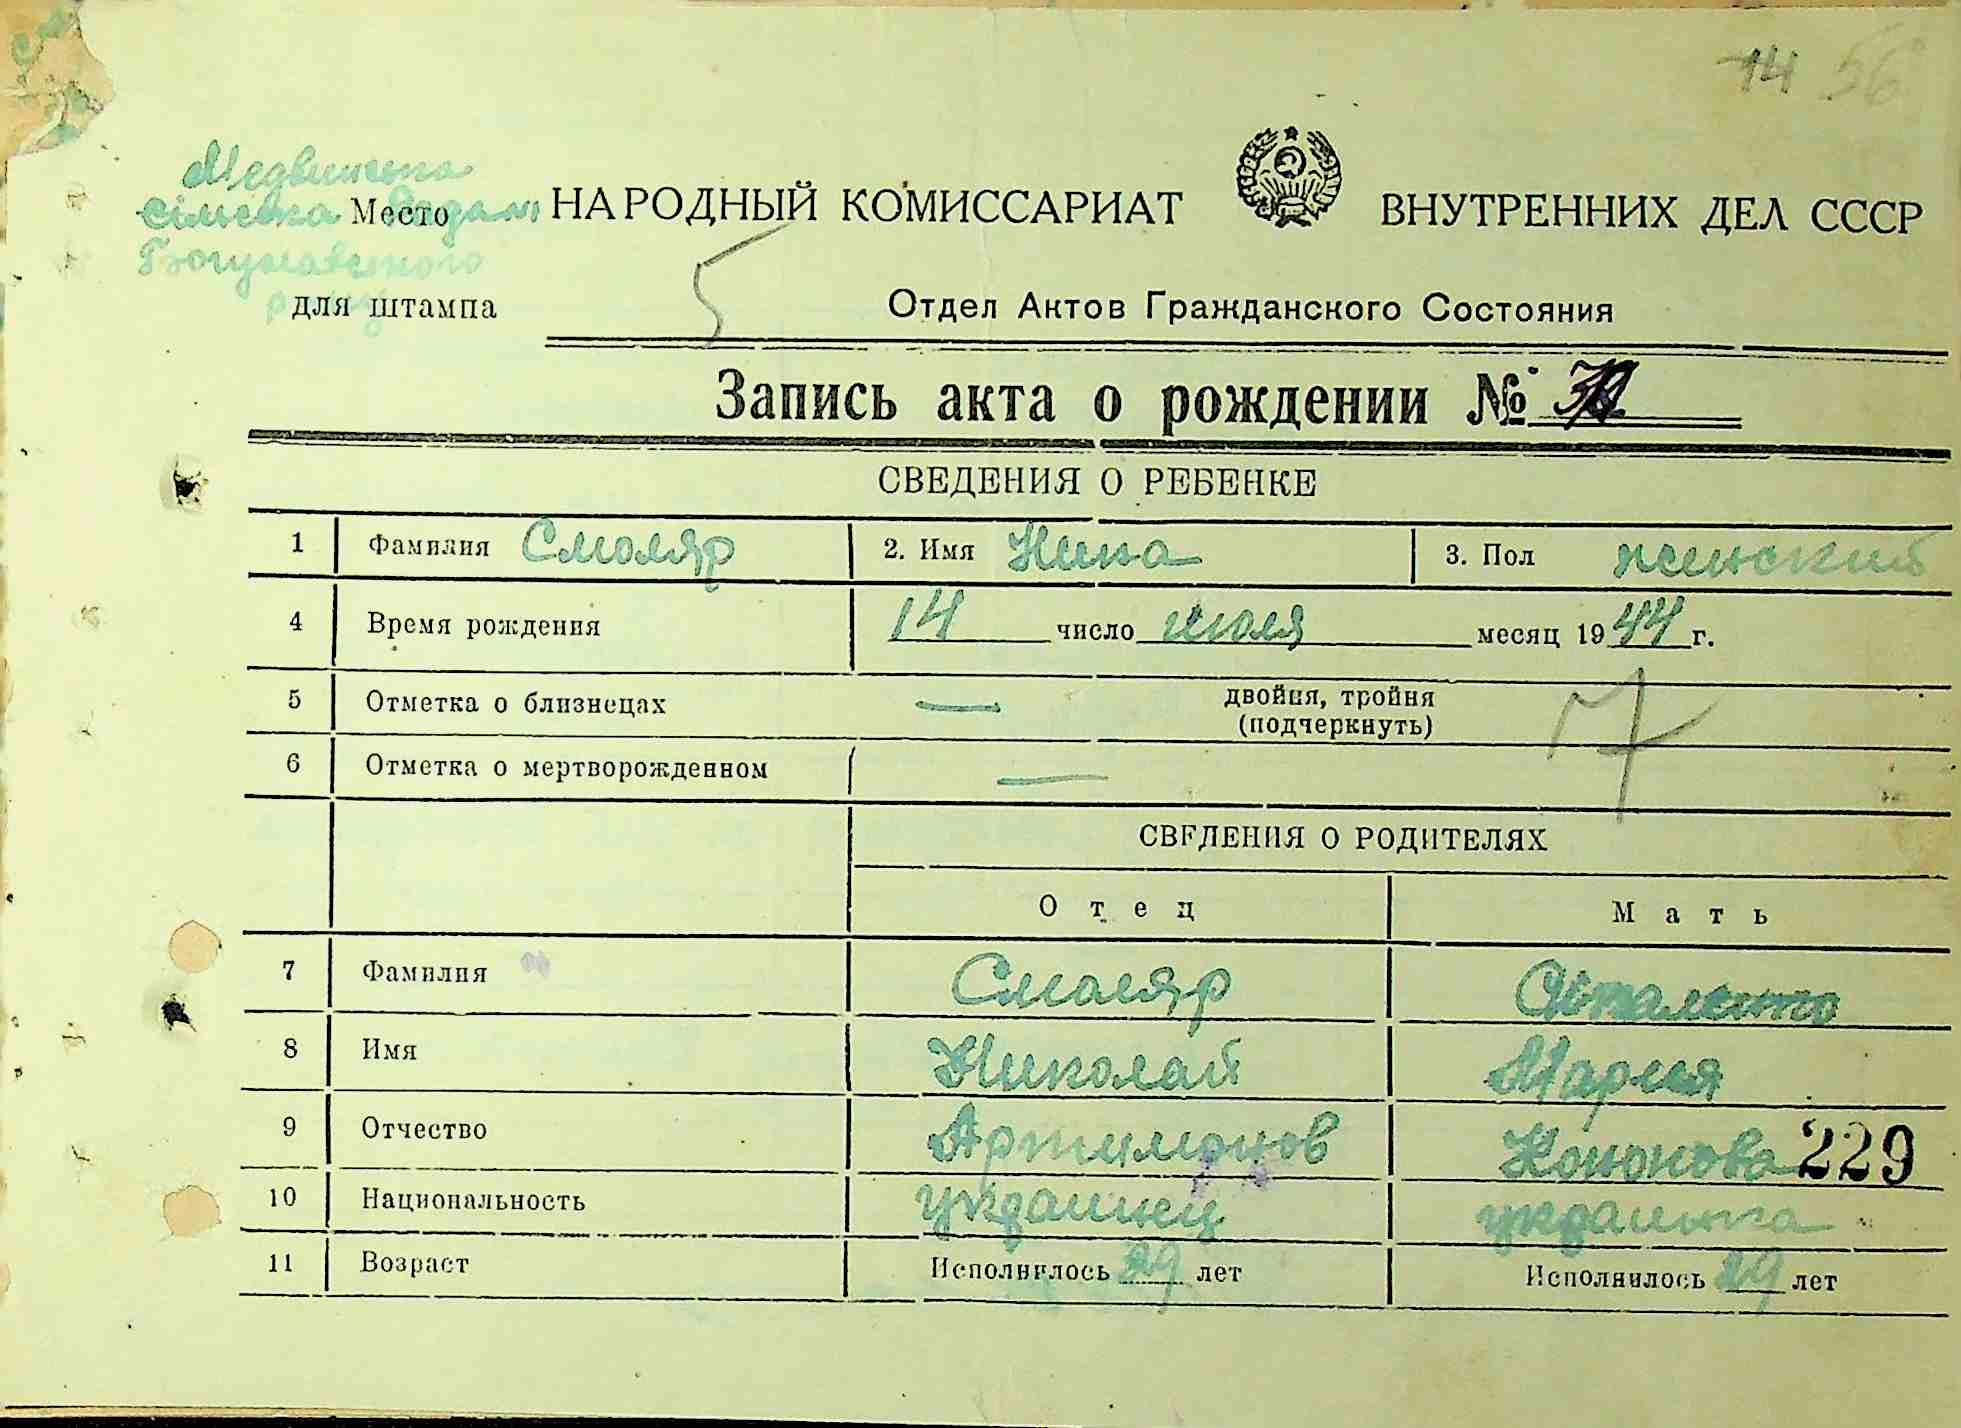 14 56
Медвинська
сільська Место
НАРОДНЫЙ КОМИССАРИАТ ВНУТРЕННИХ ДЕЛ СССР
Богуславского
для штампа
Отдел Актов Гражданского Состояния
Запись акта о рождении №
СВЕДЕНИЯ О РЕБЕНКЕ
1 Фамилия Смоляр 2. Имя Нина 3. Пол женский
4 Время рождения 14 число июля месяц 1944 г.
5 Отметка о близнецах — двойня, тройня
(подчеркнуть)
6 Отметка о мертворожденном —
СВЕДЕНИЯ О РОДИТЕЛЯХ
Отец Мать
7 Фамилия Смоляр
8 Имя Николай Мария
9 Отчество Артимонов Кононова 229
10 Национальность украинец украинка
11 Возраст Исполнилось 29 лет Исполнилось 29 лет